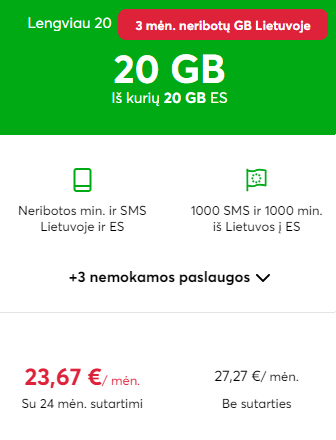 Lengviau 20
3 mėn. neribotų GB Lietuvoje
20 GB
Iš kurių 20 GB ES
Neribotos min. ir SMS
Lietuvoje ir ES
1000 SMS ir 1000 min.
iš Lietuvos į ES
+3 nemokamos paslaugos
23,67 €/ mėn.
Su 24 mėn. sutartimi
27,27 €/ mėn.
Be sutarties